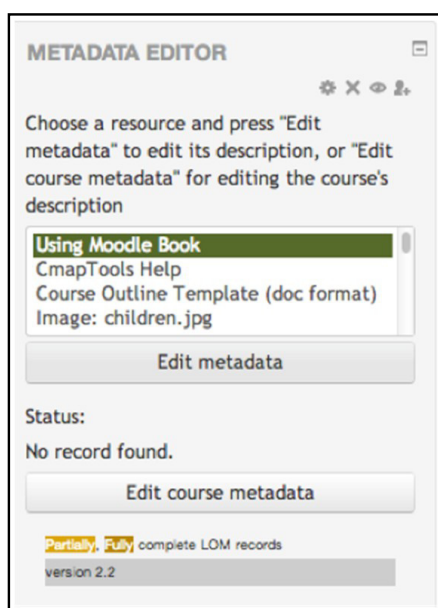 METADATA EDITOR
Choose a resource and press "Edit
metadata" to edit its description, or "Edit
course metadata" for editing the course's
description
Using Moodle Book
CmapTools Help
Course Outline Template (doc format)
Image: children.jpg
Edit metadata
Status:
No record found.
Edit course metadata
Partially, Fully complete LOM records
version 2.2